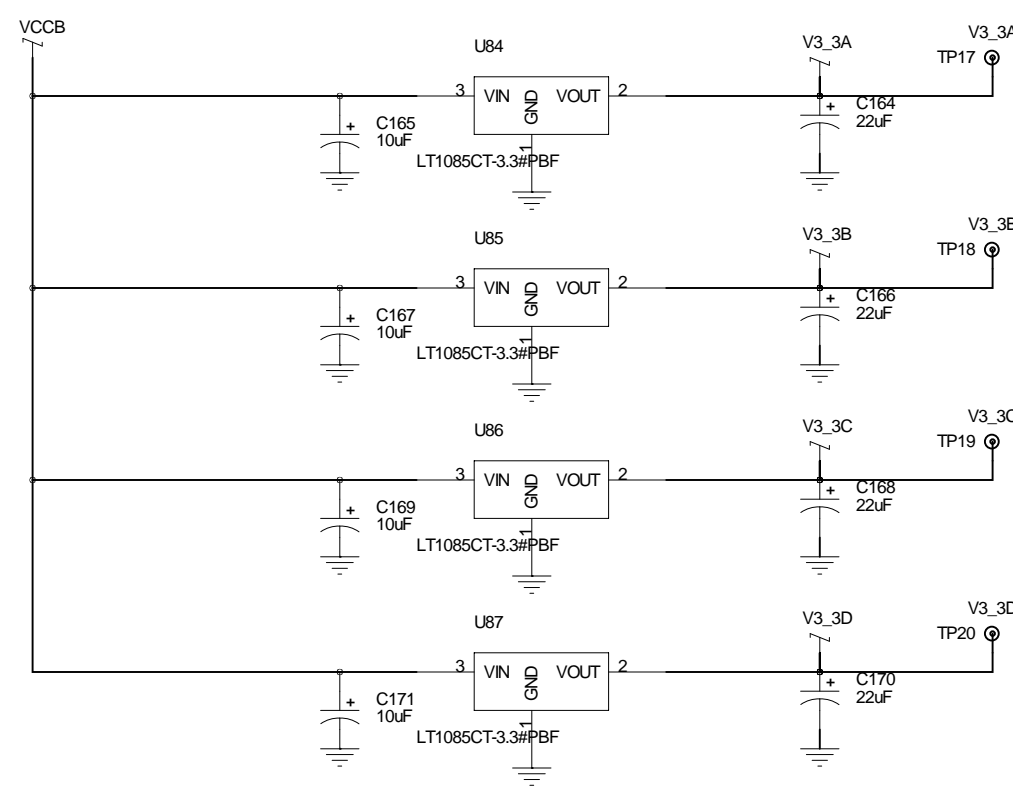 VCCB
U84
V3_3A
V3_3A
TP17
3 VIN GND VOUT 2
1
C165
10uF
LT1085CT-3.3#PBF
+
+
C164
22uF
U85
V3_3B
V3_3B
TP18
3 VIN GND VOUT 2
1
C167
10uF
LT1085CT-3.3#PBF
+
+
C166
22uF
U86
V3_3C
V3_3C
TP19
3 VIN GND VOUT 2
1
C169
10uF
LT1085CT-3.3#PBF
+
+
C168
22uF
U87
V3_3D
V3_3D
TP20
3 VIN GND VOUT 2
1
C171
10uF
LT1085CT-3.3#PBF
+
+
C170
22uF